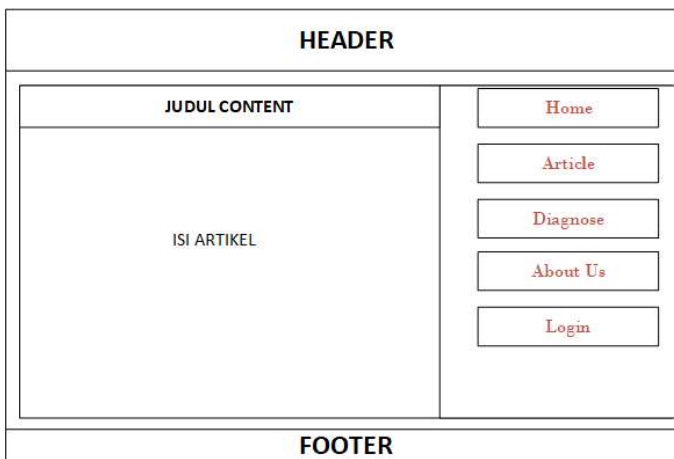 HEADER
JUDUL CONTENT
ISI ARTIKEL
Home
Article
Diagnose
About Us
Login
FOOTER